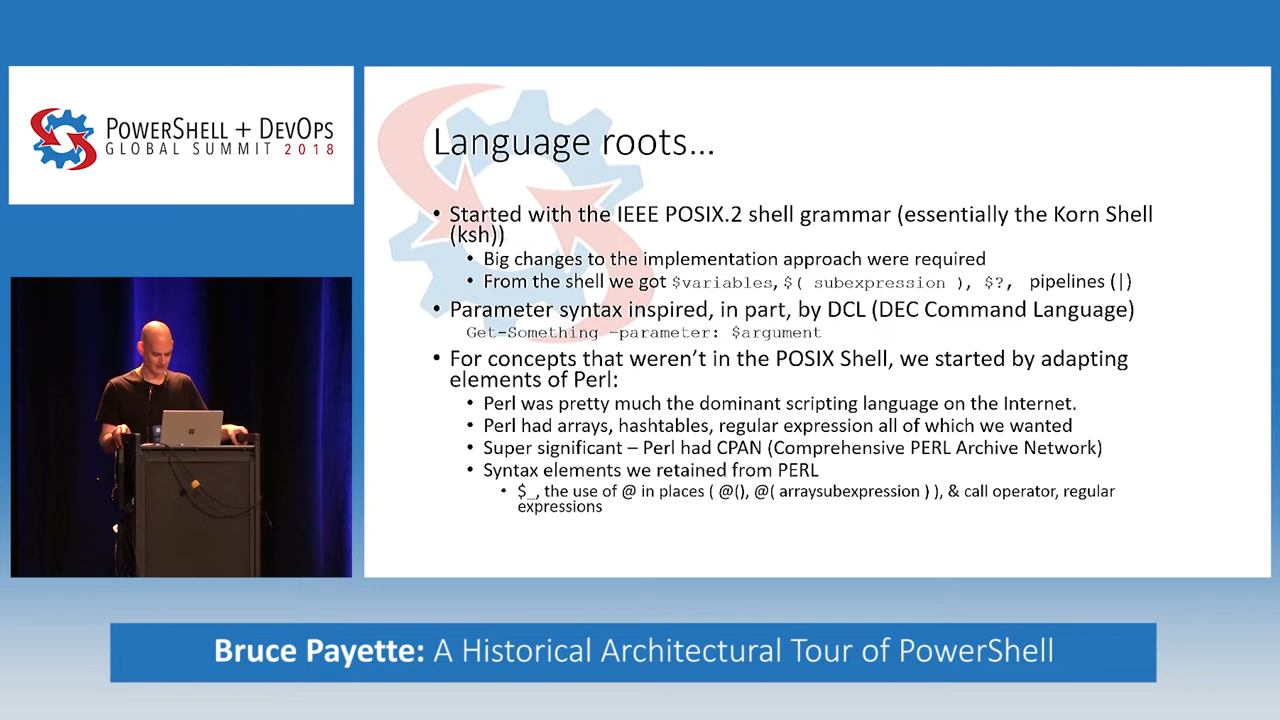 POWERSHELL + DEVOPS
GLOBAL SUMMIT 2018
Language roots...
• Started with the IEEE POSIX.2 shell grammar (essentially the Korn Shell
(ksh))
• Big changes to the implementation approach were required
• From the shell we got $variables, $( subexpression ), $?, pipelines (|)
• Parameter syntax inspired, in part, by DCL (DEC Command Language)
Get-Something –parameter: $argument
• For concepts that weren't in the POSIX Shell, we started by adapting
elements of Perl:
• Perl was pretty much the dominant scripting language on the Internet.
• Perl had arrays, hashtables, regular expression all of which we wanted
• Super significant – Perl had CPAN (Comprehensive PERL Archive Network)
• Syntax elements we retained from PERL
• $_, the use of @ in places ( @(), @( arraysubexpression ) ), & call operator, regular
expressions
Bruce Payette: A Historical Architectural Tour of PowerShell